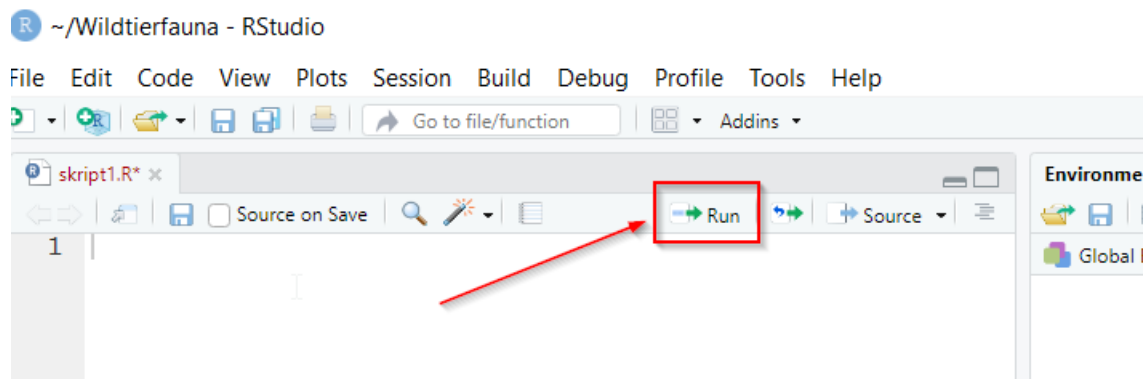 R ~/Wildtierfauna - RStudio
File Edit Code View Plots Session Build Debug Profile Tools Help
Go to file/function Addins
skript1.R*
Environme
Source on Save Run Source
1
Global